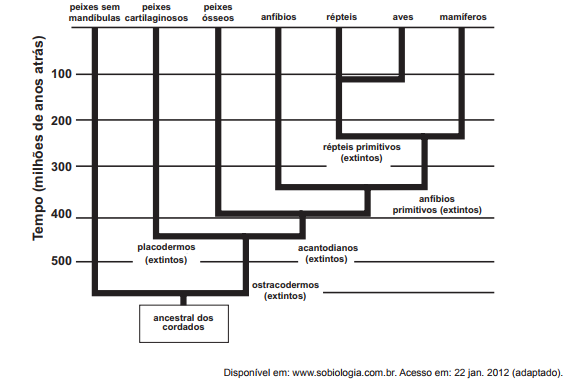 peixes sem
mandíbulas
peixes
cartilaginosos
peixes
ósseos
anfíbios
répteis
aves
mamíferos
Tempo (milhões de anos atrás)
100
200
300
400
500
répteis primitivos
(extintos)
anfíbios
primitivos (extintos)
placodermos
(extintos)
acantodianos
(extintos)
ostracodermos
(extintos)
ancestral dos
cordados
Disponível em: www.sobiologia.com.br. Acesso em: 22 jan. 2012 (adaptado).